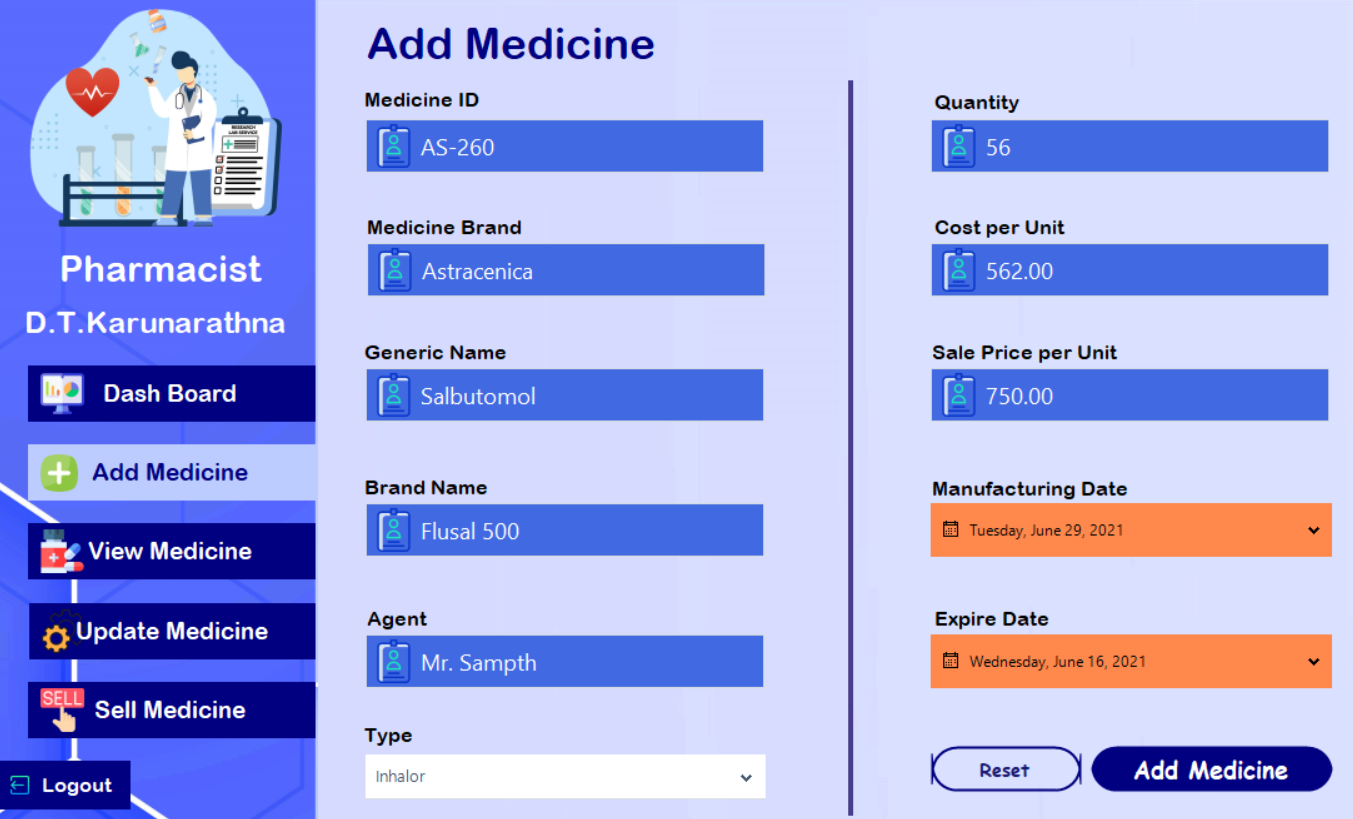 RESEARCH
LAB SERVICE
Pharmacist
D.T.Karunarathna
Dash Board
Add Medicine
View Medicine
Update Medicine
SELL
Sell Medicine
Logout
Add Medicine
Medicine ID
AS-260
Medicine Brand
Astracenica
Generic Name
Salbutomol
Brand Name
Flusal 500
Agent
Mr. Sampth
Type
Inhalor
Quantity
56
Cost per Unit
562.00
Sale Price per Unit
750.00
Manufacturing Date
Tuesday, June 29, 2021
Expire Date
Wednesday, June 16, 2021
Reset
Add Medicine